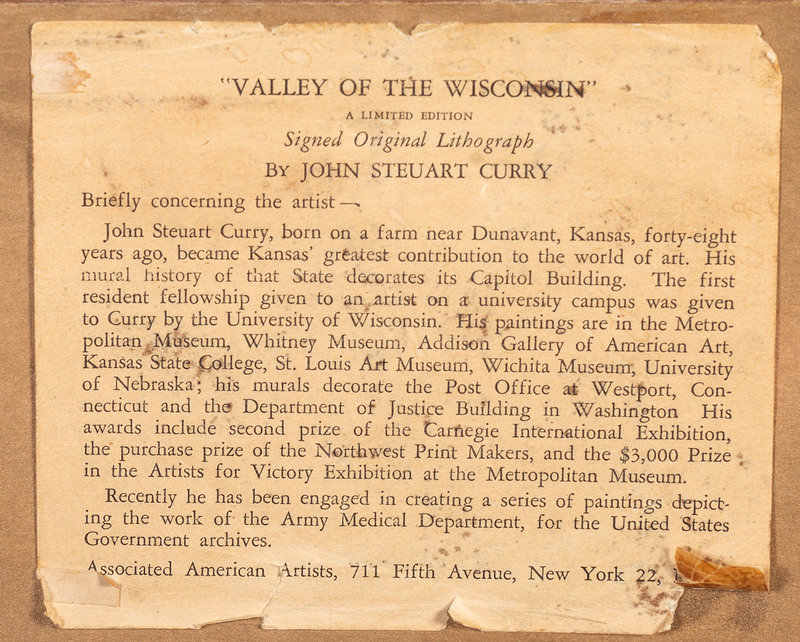 "VALLEY OF THE WISCONSIN"
A LIMITED EDITION
Signed Original Lithograph
BY JOHN STEUART CURRY
Briefly concerning the artist —
John Steuart Curry, born on a farm near Dunavant, Kansas, forty-eight
years ago, became Kansas' greatest contribution to the world of art. His
mural history of that State decorates its Capitol Building. The first
resident fellowship given to an artist on a university campus was given
to Curry by the University of Wisconsin. His paintings are in the Metro-
politan Museum, Whitney Museum, Addison Gallery of American Art,
Kansas State College, St. Louis Art Museum, Wichita Museum, University
of Nebraska; his murals decorate the Post Office at Westport, Con-
necticut and the Department of Justice Building in Washington His
awards include second prize of the Carnegie International Exhibition,
the purchase prize of the Northwest Print Makers, and the $3,000 Prize
in the Artists for Victory Exhibition at the Metropolitan Museum.
Recently he has been engaged in creating a series of paintings depict-
ing the work of the Army Medical Department, for the United States
Government archives.
Associated American Artists, 711 Fifth Avenue, New York 22,